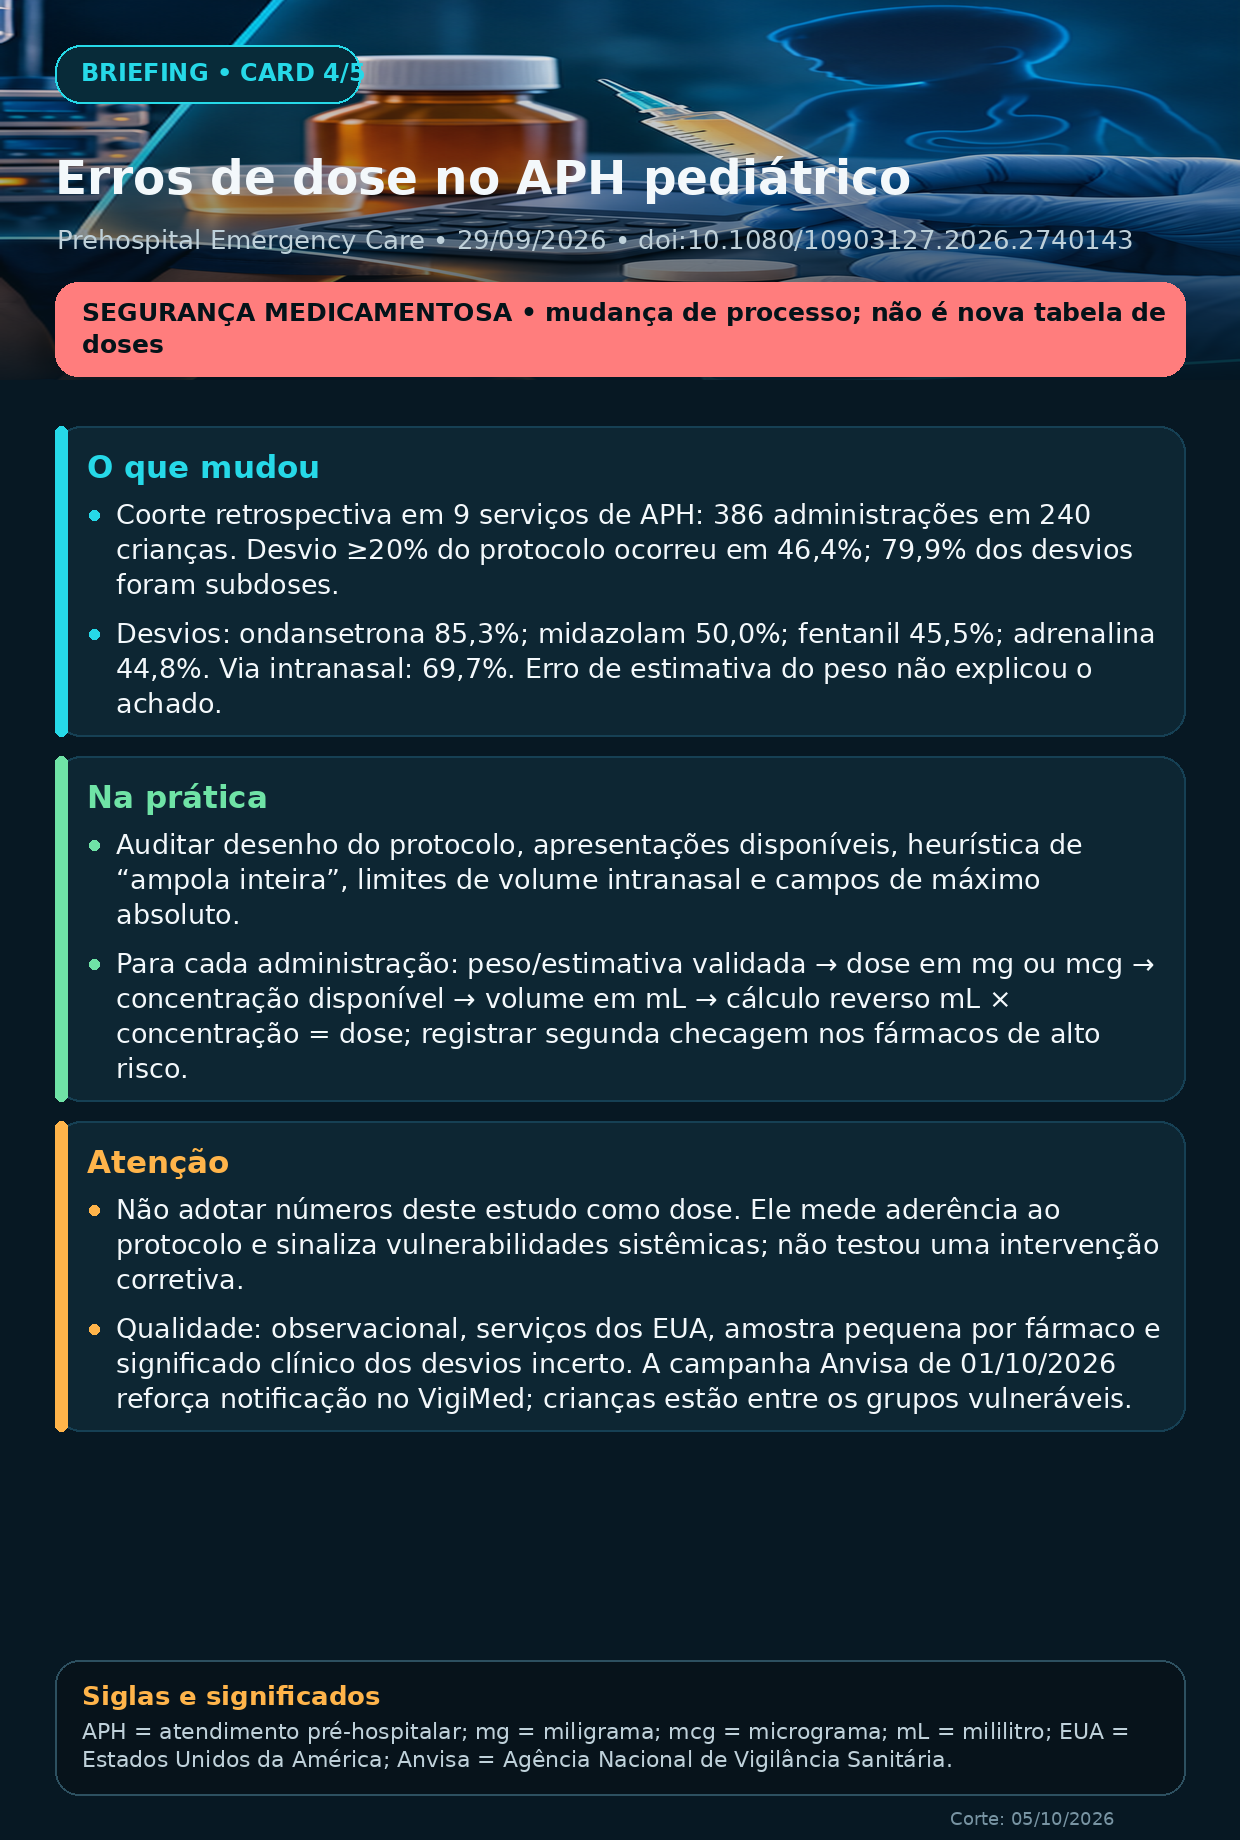 BRIEFING • CARD 4/5
Erros de dose no APH pediátrico
Prehospital Emergency Care • 29/09/2026 • doi:10.1080/10903127.2026.2740143
SEGURANÇA MEDICAMENTOSA • mudança de processo; não é nova tabela de
doses
O que mudou
• Coorte retrospectiva em 9 serviços de APH: 386 administrações em 240
crianças. Desvio ≥20% do protocolo ocorreu em 46,4%; 79,9% dos desvios
foram subdoses.
• Desvios: ondansetrona 85,3%; midazolam 50,0%; fentanil 45,5%; adrenalina
44,8%. Via intranasal: 69,7%. Erro de estimativa do peso não explicou o
achado.
Na prática
• Auditar desenho do protocolo, apresentações disponíveis, heurística de
“ampola inteira”, limites de volume intranasal e campos de máximo
absoluto.
• Para cada administração: peso/estimativa validada → dose em mg ou mcg →
concentração disponível → volume em mL → cálculo reverso mL ×
concentração = dose; registrar segunda checagem nos fármacos de alto
risco.
Atenção
• Não adotar números deste estudo como dose. Ele mede aderência ao
protocolo e sinaliza vulnerabilidades sistêmicas; não testou uma intervenção
corretiva.
• Qualidade: observacional, serviços dos EUA, amostra pequena por fármaco e
significado clínico dos desvios incerto. A campanha Anvisa de 01/10/2026
reforça notificação no VigiMed; crianças estão entre os grupos vulneráveis.
Siglas e significados
APH = atendimento pré-hospitalar; mg = miligrama; mcg = micrograma; mL = mililitro; EUA =
Estados Unidos da América; Anvisa = Agência Nacional de Vigilância Sanitária.
Corte: 05/10/2026